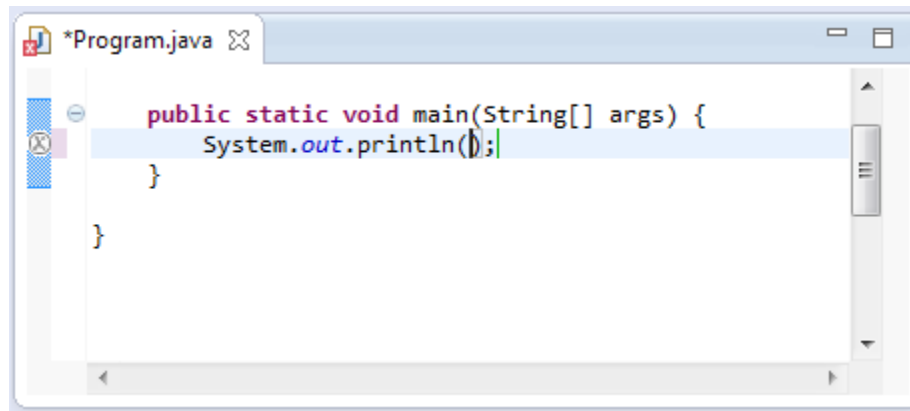 *Program.java
public static void main(String[] args) {
System.out.println();
}
}